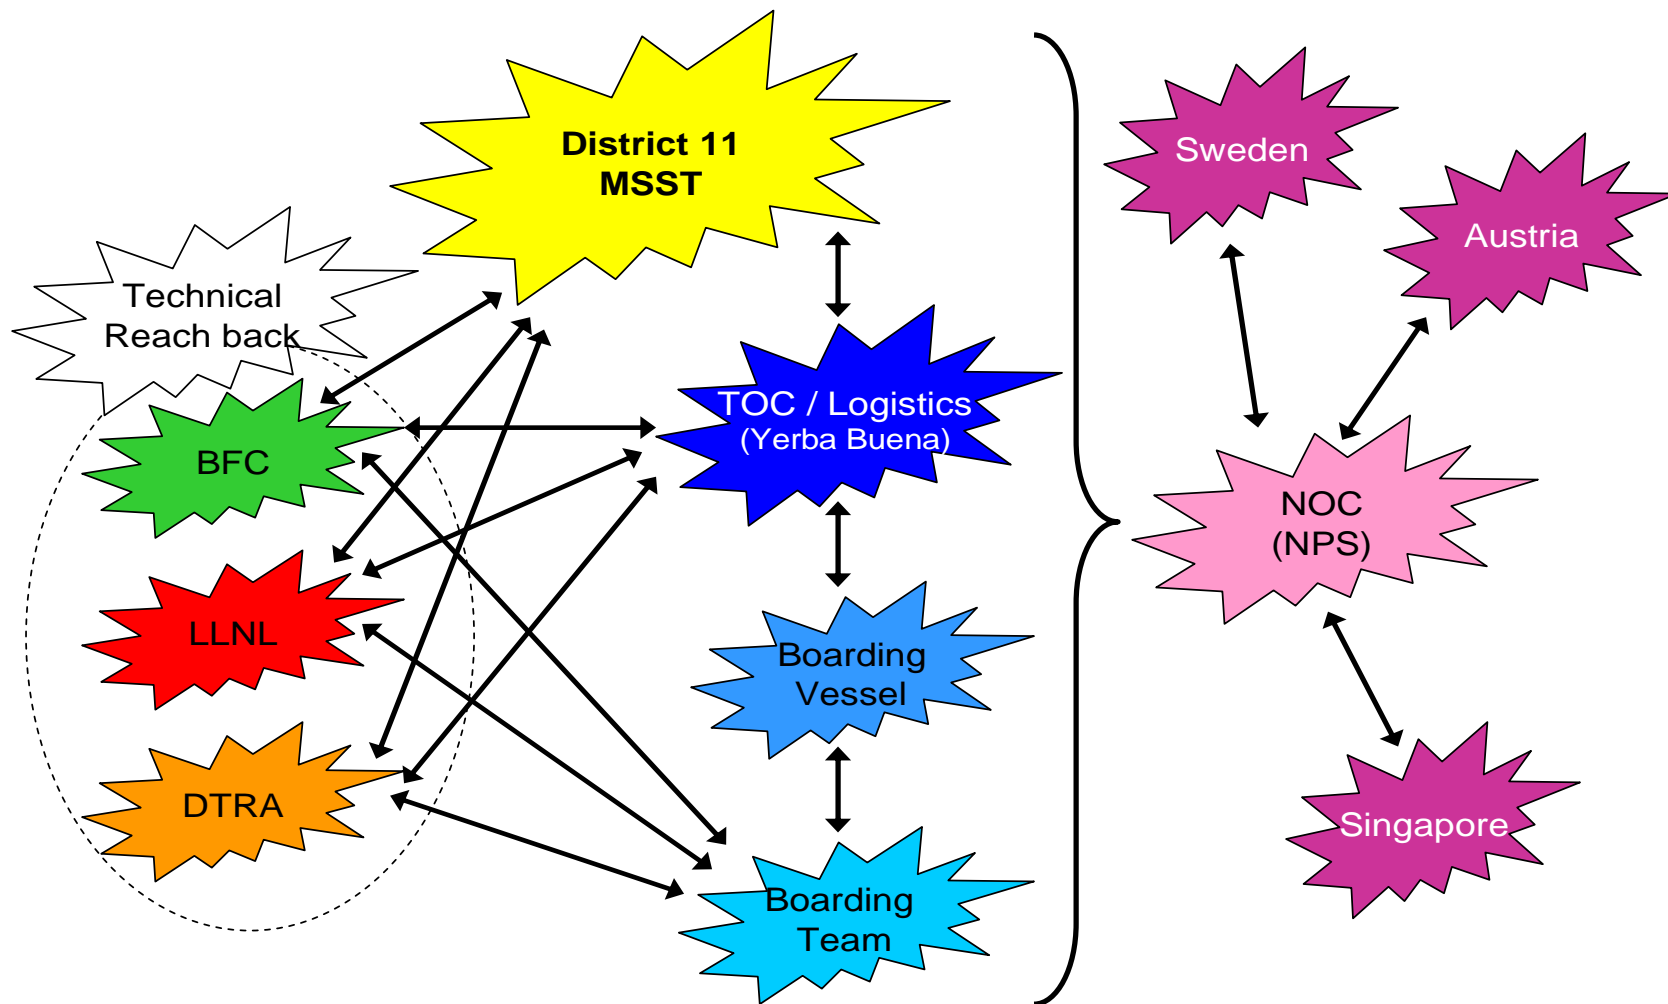 District 11
MSST
Technical
Reach back
BFC
LLNL
DTRA
TOC / Logistics
(Yerba Buena)
Boarding
Vessel
Boarding
Team
Sweden
Austria
NOC
(NPS)
Singapore